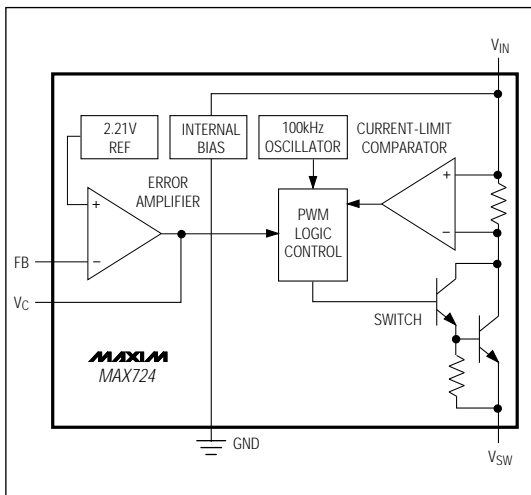 VIN
2.21V
REF
INTERNAL
BIAS
100kHz
OSCILLATOR
CURRENT-LIMIT
COMPARATOR
ERROR
AMPLIFIER
+
−
+
−
PWM
LOGIC
CONTROL
FB
VC
SWITCH
MAXIM
MAX724
GND
VSW